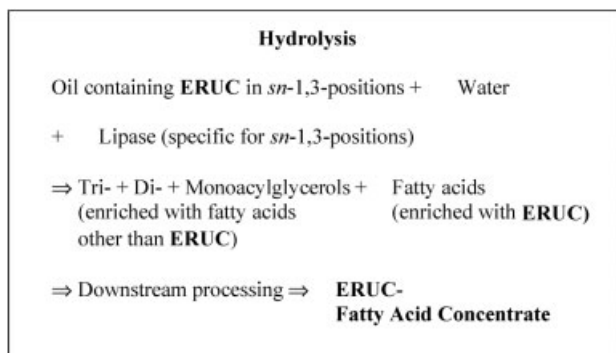 Hydrolysis
Oil containing ERUC in sn-1,3-positions + Water
+ Lipase (specific for sn-1,3-positions)
⇒ Tri- + Di- + Monoacylglycerols + Fatty acids
(enriched with fatty acids (enriched with ERUC)
other than ERUC)
⇒ Downstream processing ⇒ ERUC-
Fatty Acid Concentrate